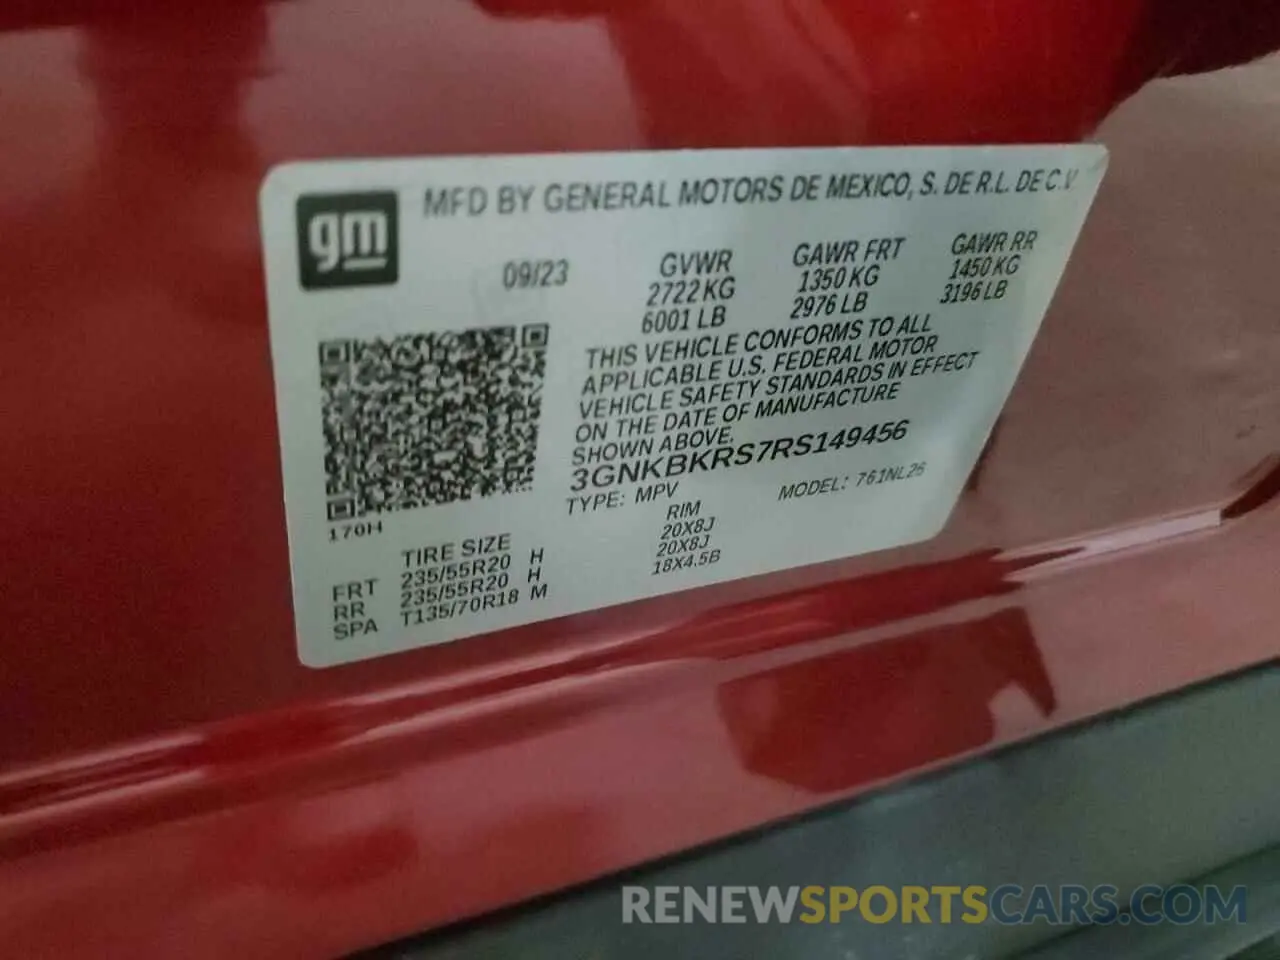 gm
MFD BY GENERAL MOTORS DE MEXICO, S. DE R.L. DE C.V
09/23
GVWR GAWR FRT GAWR RR
2722 KG 1350 KG 1450 KG
6001 LB 2976 LB 3196 LB
THIS VEHICLE CONFORMS TO ALL
APPLICABLE U.S. FEDERAL MOTOR
VEHICLE SAFETY STANDARDS IN EFFECT
ON THE DATE OF MANUFACTURE
SHOWN ABOVE.
3GNKBKRS7RS149456
TYPE: MPV MODEL: 761NL26
170H
TIRE SIZE RIM
FRT 235/55R20 H 20X8J
RR 235/55R20 H 20X8J
SPA T135/70R18 M 18X4.5B
RENEWSPORTSCARS.COM